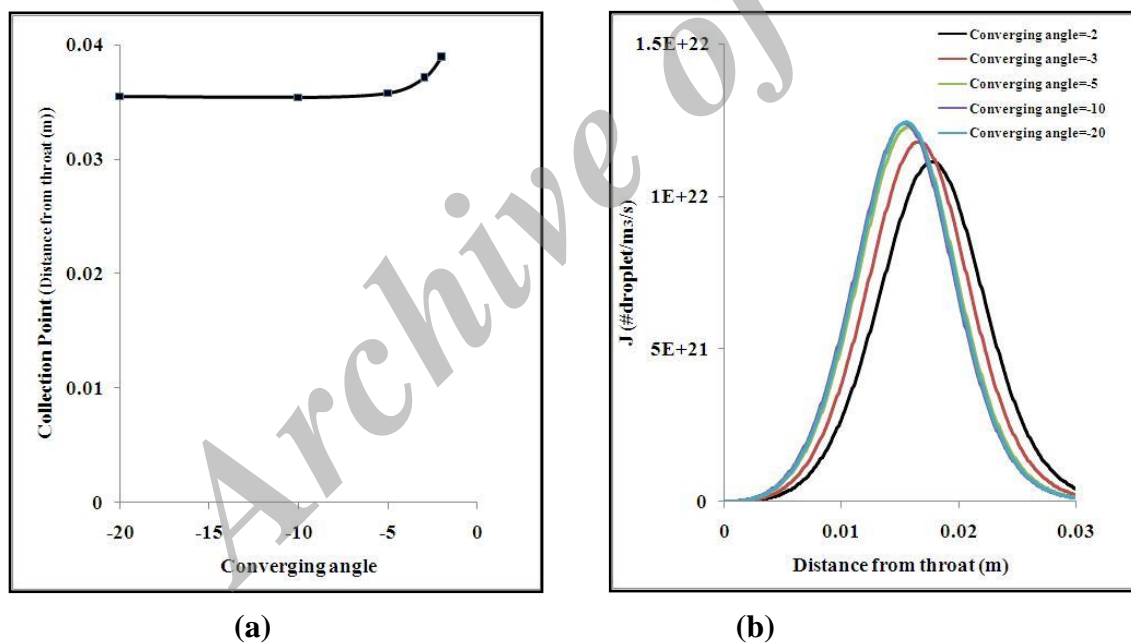 Archive of
0.04
0.03
0.02
0.01
0
-20 -15 -10 -5 0
Collection Point (Distance from throat (m))
Converging angle
(a)
1.5E+22
1E+22
5E+21
0
0 0.01 0.02 0.03
J (#droplet/m3/s)
Distance from throat (m)
Converging angle=-2
Converging angle=-3
Converging angle=-5
Converging angle=-10
Converging angle=-20
(b)